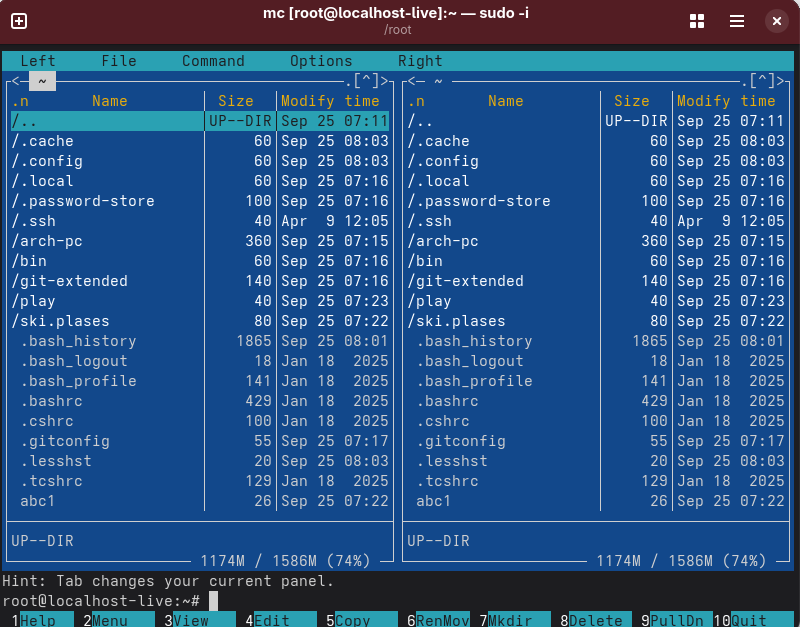 mc [root@localhost-live]:~ — sudo -i
/root
Left File Command Options Right
<─ ~ ─.[^]>┐ <─ ~ ─.[^]>┐
.n Name │ Size │Modify time .n Name │ Size │Modify time
/.. │UP--DIR│Sep 25 07:11 /.. │UP--DIR│Sep 25 07:11
/.cache │ 60│Sep 25 08:03 /.cache │ 60│Sep 25 08:03
/.config │ 60│Sep 25 08:03 /.config │ 60│Sep 25 08:03
/.local │ 60│Sep 25 07:16 /.local │ 60│Sep 25 07:16
/.password-store │ 100│Sep 25 07:16 /.password-store │ 100│Sep 25 07:16
/.ssh │ 40│Apr 9 12:05 /.ssh │ 40│Apr 9 12:05
/arch-pc │ 360│Sep 25 07:15 /arch-pc │ 360│Sep 25 07:15
/bin │ 60│Sep 25 07:16 /bin │ 60│Sep 25 07:16
/git-extended │ 140│Sep 25 07:16 /git-extended │ 140│Sep 25 07:16
/play │ 40│Sep 25 07:23 /play │ 40│Sep 25 07:23
/ski.plases │ 80│Sep 25 07:22 /ski.plases │ 80│Sep 25 07:22
.bash_history │ 1865│Sep 25 08:01 .bash_history │ 1865│Sep 25 08:01
.bash_logout │ 18│Jan 18 2025 .bash_logout │ 18│Jan 18 2025
.bash_profile │ 141│Jan 18 2025 .bash_profile │ 141│Jan 18 2025
.bashrc │ 429│Jan 18 2025 .bashrc │ 429│Jan 18 2025
.cshrc │ 100│Jan 18 2025 .cshrc │ 100│Jan 18 2025
.gitconfig │ 55│Sep 25 07:17 .gitconfig │ 55│Sep 25 07:17
.lesshst │ 20│Sep 25 08:03 .lesshst │ 20│Sep 25 08:03
.tcshrc │ 129│Jan 18 2025 .tcshrc │ 129│Jan 18 2025
abc1 │ 26│Sep 25 07:22 abc1 │ 26│Sep 25 07:22
UP--DIR UP--DIR
1174M / 1586M (74%) 1174M / 1586M (74%)
Hint: Tab changes your current panel.
root@localhost-live:~#
1Help 2Menu 3View 4Edit 5Copy 6RenMov 7Mkdir 8Delete 9PullDn 10Quit